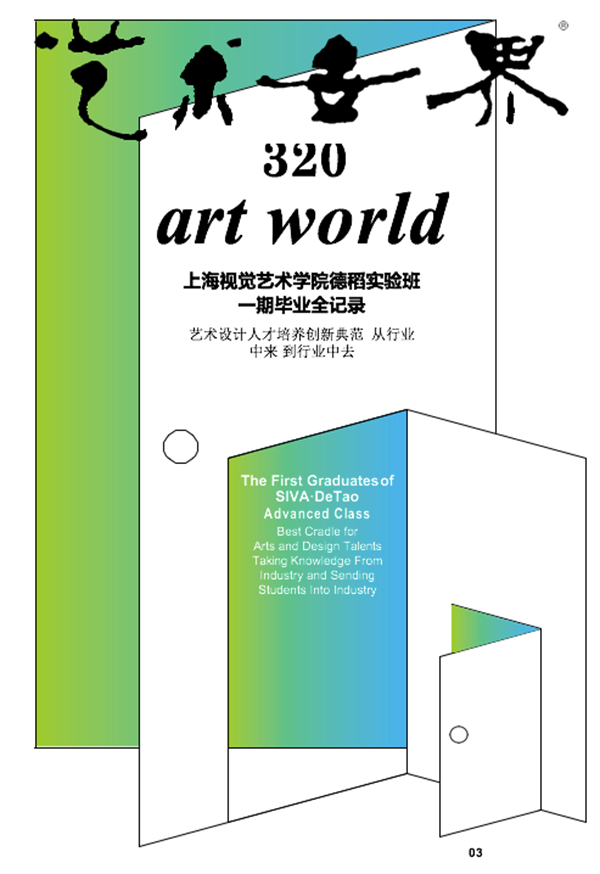 艺术世界®
320
art world
上海视觉艺术学院德稻实验班
一期毕业全记录
艺术设计人才培养创新典范 从行业
中来 到行业中去
The First Graduates of
SIVA·DeTao
Advanced Class
Best Cradle for
Arts and Design Talents
Taking Knowledge From
Industry and Sending
Students Into Industry
03